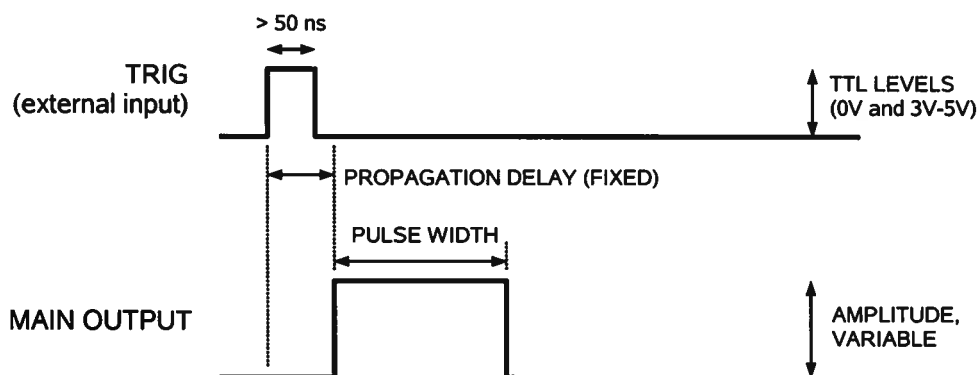 > 50 ns
TRIG
(external input)
TTL LEVELS
(0V and 3V-5V)
PROPAGATION DELAY (FIXED)
PULSE WIDTH
MAIN OUTPUT
AMPLITUDE,
VARIABLE